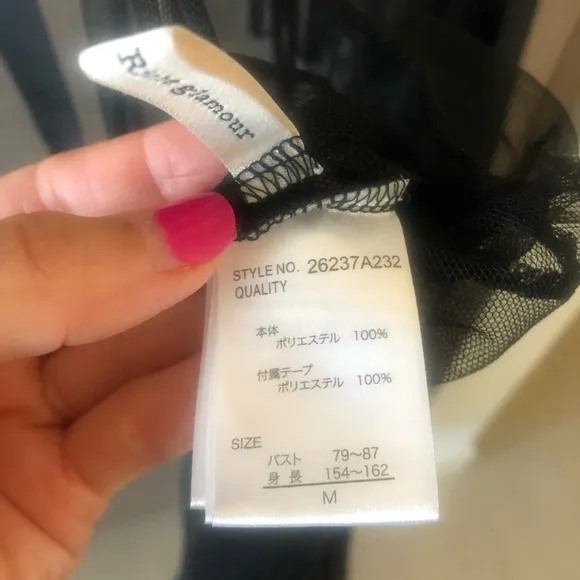 glamour
STYLE NO. 26237A232
QUALITY
本体
ポリエステル 100%
付属テープ
ポリエステル 100%
SIZE
バスト 79〜87
身長 154〜162
M